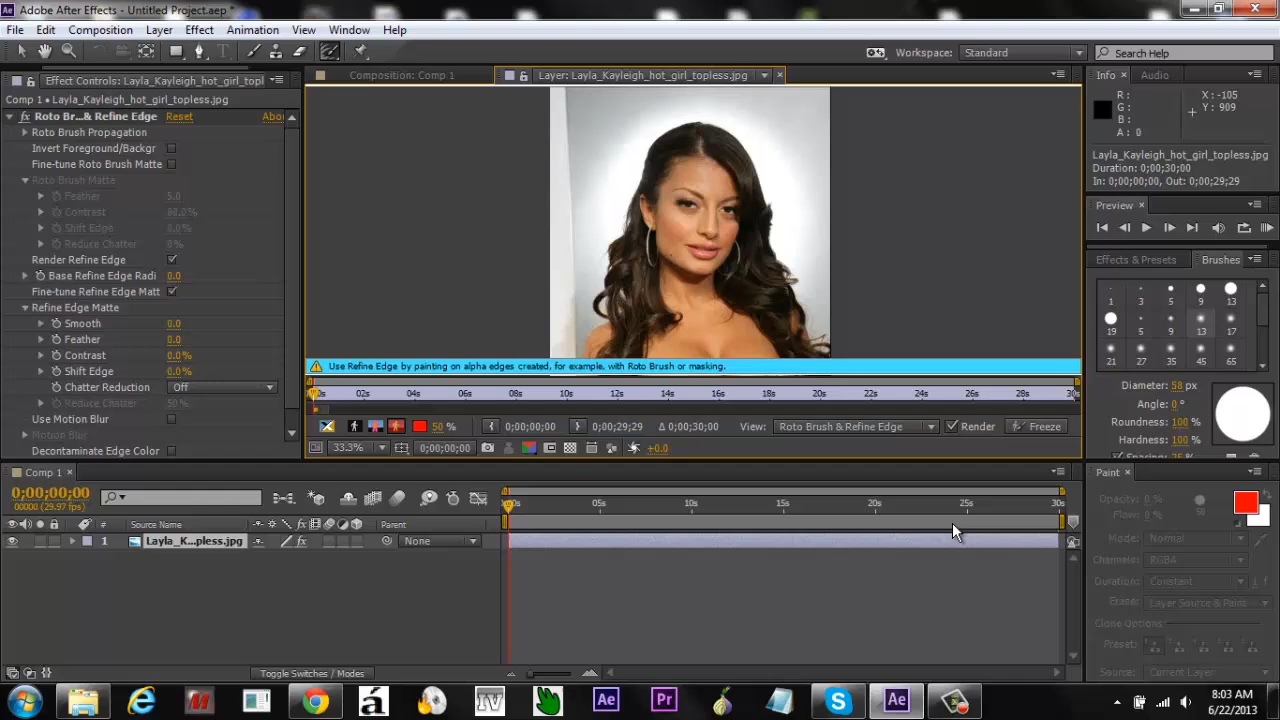 Adobe After Effects - Untitled Project.aep *
File Edit Composition Layer Effect Animation View Window Help
Workspace: Standard Search Help
Effect Controls: Layla_Kayleigh_hot_girl_topl
Comp 1 • Layla_Kayleigh_hot_girl_topless.jpg
fx Roto Br...& Refine Edge Reset Abo
Roto Brush Propagation
Invert Foreground/Backgr
Fine-tune Roto Brush Matte
Roto Brush Matte
Feather 5.0
Contrast 80.0%
Shift Edge 0.0%
Reduce Chatter 0%
Render Refine Edge
Base Refine Edge Radi 0.0
Fine-tune Refine Edge Matt
Refine Edge Matte
Smooth 0.0
Feather 0.0
Contrast 0.0%
Shift Edge 0.0%
Chatter Reduction Off
Reduce Chatter 50 %
Use Motion Blur
Motion Blur
Decontaminate Edge Color
Composition: Comp 1
Layer: Layla_Kayleigh_hot_girl_topless.jpg
Use Refine Edge by painting on alpha edges created, for example, with Roto Brush or masking.
02s 04s 06s 08s 10s 12s 14s 16s 18s 20s 22s 24s 26s 28s 30s
50 % 0;00;00;00 0;00;29;29 Δ 0;00;30;00 View: Roto Brush & Refine Edge Render Freeze
33.3% 0;00;00;00 +0.0
Info Audio
R: X: -105
G: Y: 909
B:
A: 0
Layla_Kayleigh_hot_girl_topless.jpg
Duration: 0;00;30;00
In: 0;00;00;00, Out: 0;00;29;29
Preview
Effects & Presets Brushes
1 3 5 9 13
19 5 9 13 17
21 27 35 45 65
Diameter: 58 px
Angle: 0 °
Roundness: 100 %
Hardness: 100 %
Spacing:
Comp 1
0;00;00;00
00000 (29.97 fps)
# Source Name Parent
1 Layla_K...pless.jpg None
05s 10s 15s 20s 25s 30s
Toggle Switches / Modes
Paint
Opacity: 0 %
Flow: 0 %
Mode: Normal
Channels: RGBA
Duration: Constant
Erase: Layer Source & Paint
Clone Options
Preset:
Source: Current Layer
á IV Ae Pr Ae
8:03 AM
6/22/2013